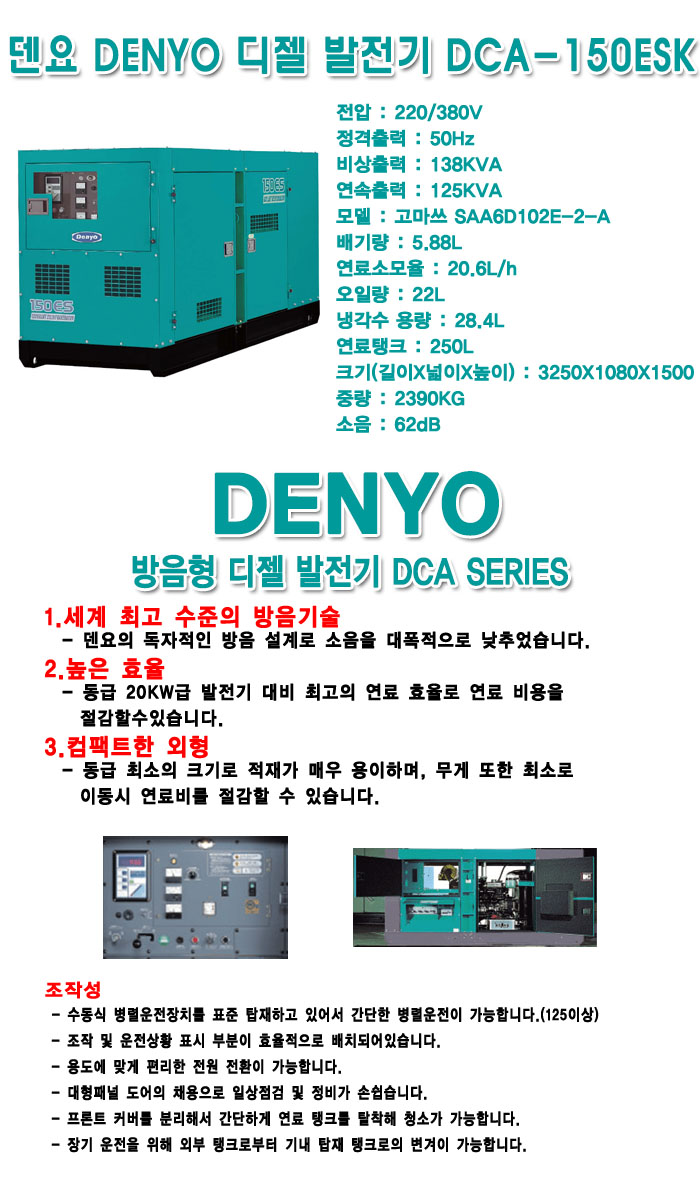 덴요 DENYO 디젤 발전기 DCA-150ESK
전압 : 220/380V
정격출력 : 50Hz
비상출력 : 138KVA
연속출력 : 125KVA
모델 : 고마쓰 SAA6D102E-2-A
배기량 : 5.88L
연료소모율 : 20.6L/h
오일량 : 22L
냉각수 용량 : 28.4L
연료탱크 : 250L
크기(길이X넓이X높이) : 3250X1080X1500
중량 : 2390KG
소음 : 62dB
150ES
Denyo
150ES
DENYO
방음형 디젤 발전기 DCA SERIES
1.세계 최고 수준의 방음기술
- 덴요의 독자적인 방음 설계로 소음을 대폭적으로 낮추었습니다.
2.높은 효율
- 동급 20KW급 발전기 대비 최고의 연료 효율로 연료 비용을
절감할수있습니다.
3.컴팩트한 외형
- 동급 최소의 크기로 적재가 매우 용이하며, 무게 또한 최소로
이동시 연료비를 절감할 수 있습니다.
조작성
- 수동식 병렬운전장치를 표준 탑재하고 있어서 간단한 병렬운전이 가능합니다.(125이상)
- 조작 및 운전상황 표시 부분이 효율적으로 배치되어있습니다.
- 용도에 맞게 편리한 전원 전환이 가능합니다.
- 대형패널 도어의 채용으로 일상점검 및 정비가 손쉽습니다.
- 프론트 커버를 분리해서 간단하게 연료 탱크를 탈착해 청소가 가능합니다.
- 장기 운전을 위해 외부 탱크로부터 기내 탑재 탱크로의 변겨이 가능합니다.